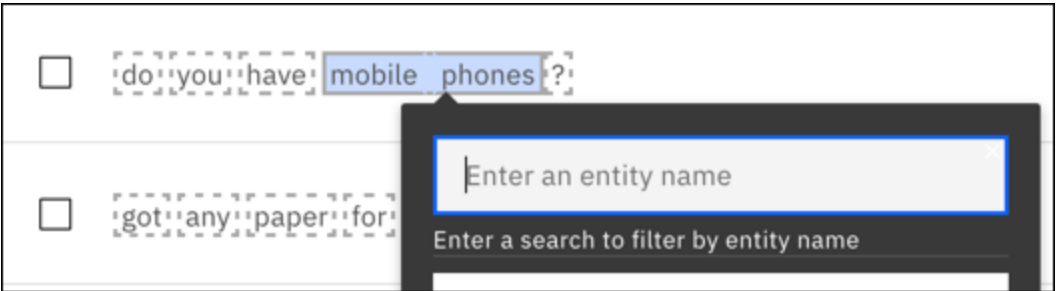 do you have mobile phones ?
Enter an entity name
got any paper for
Enter a search to filter by entity name